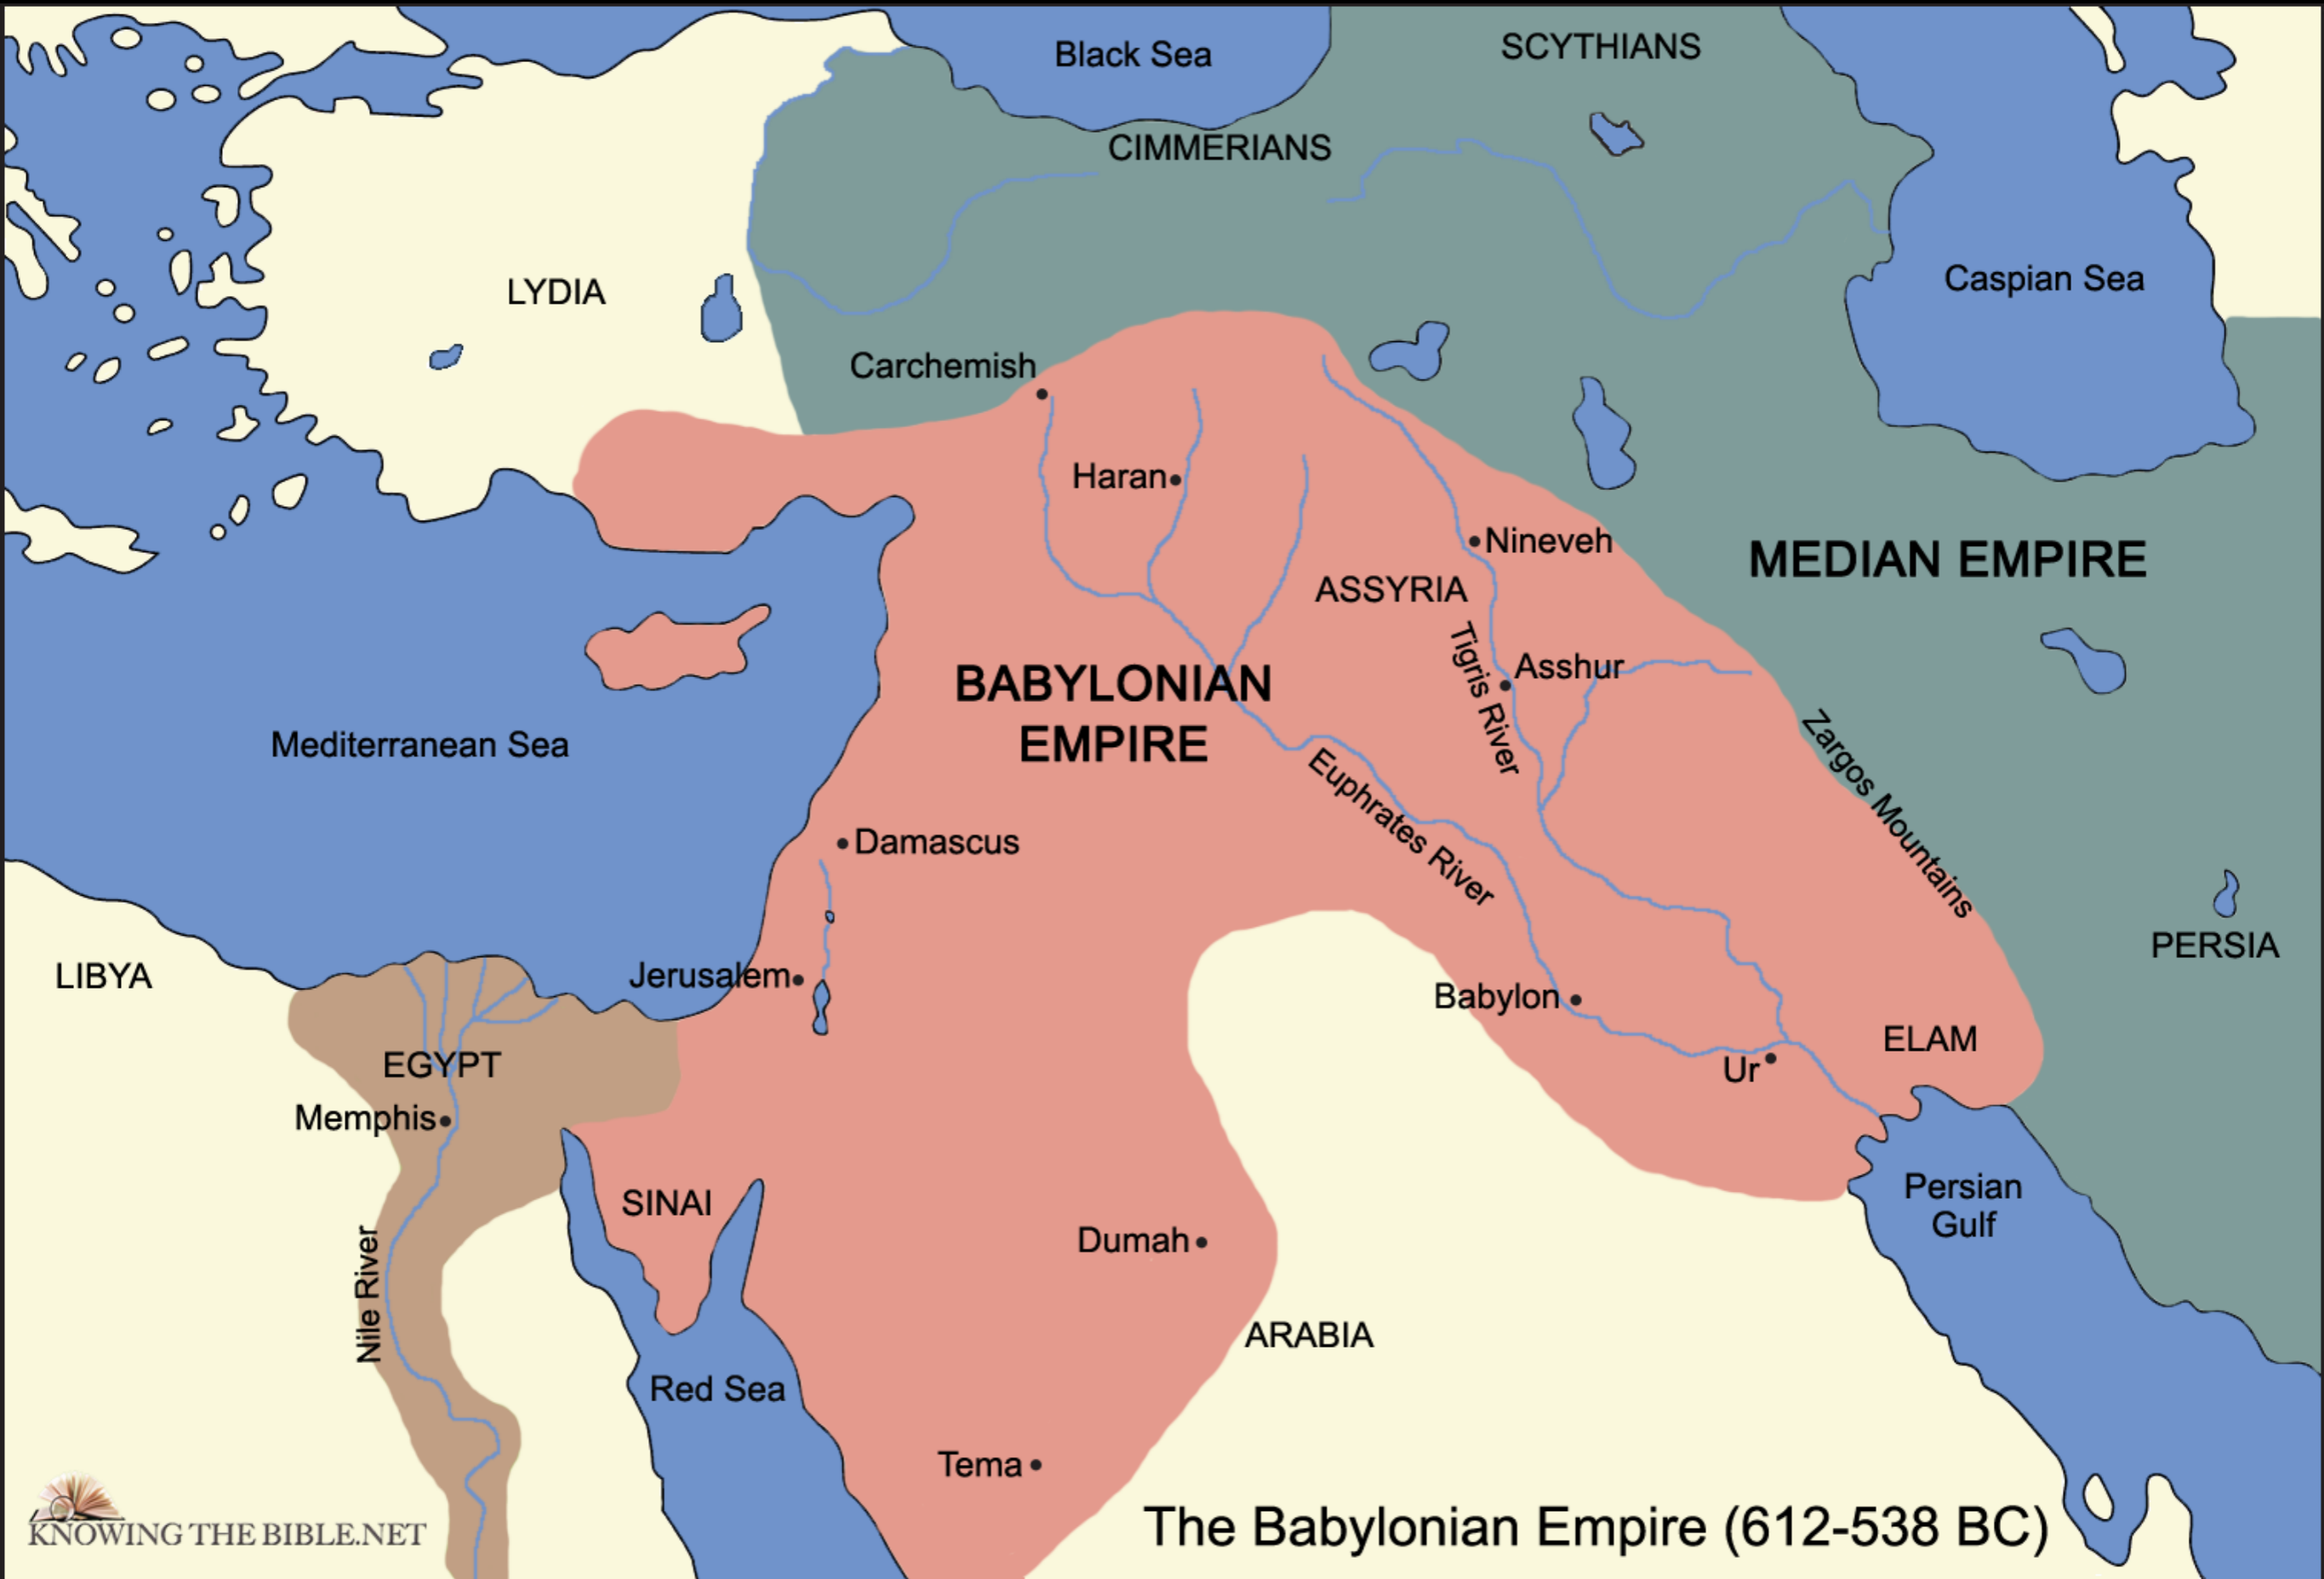 Black Sea
SCYTHIANS
CIMMERIANS
Caspian Sea
LYDIA
Carchemish
Haran
Nineveh
MEDIAN EMPIRE
ASSYRIA
Tigris River
Asshur
BABYLONIAN
EMPIRE
Mediterranean Sea
Zargos Mountains
Euphrates River
Damascus
PERSIA
LIBYA
Jerusalem
Babylon
ELAM
EGYPT
Ur
Memphis
Persian
Gulf
SINAI
Dumah
Nile River
ARABIA
Red Sea
Tema
The Babylonian Empire (612-538 BC)
KNOWING THE BIBLE.NET